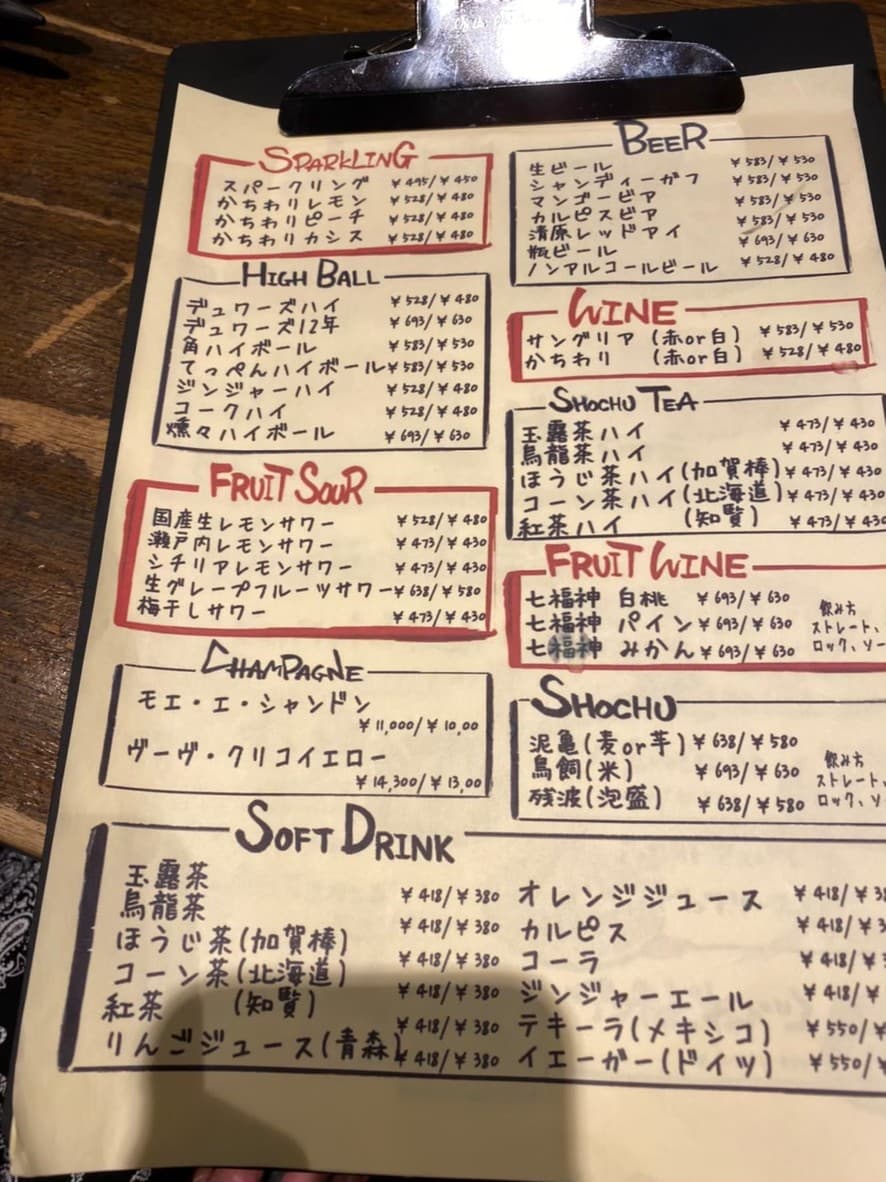 SPARKLING
スパークリング ¥495/¥450
かちわりレモン ¥528/¥480
かちわりピーチ ¥528/¥480
かちわりカシス ¥528/¥480
HIGH BALL
デュワーズハイ ¥528/¥480
デュワーズ12年 ¥693/¥630
角ハイボール ¥583/¥530
てっぺんハイボール ¥583/¥530
ジンジャーハイ ¥528/¥480
コークハイ ¥528/¥480
燻々ハイボール ¥693/¥630
FRUIT SOUR
国産生レモンサワー ¥528/¥480
瀬戸内レモンサワー ¥473/¥430
シチリアレモンサワー ¥473/¥430
生グレープフルーツサワー ¥638/¥580
梅干しサワー ¥473/¥430
CHAMPAGNE
モエ・エ・シャンドン
¥11,000/¥10,00
ヴーヴ・クリコイエロー
¥14,300/¥13,00
BEER
生ビール ¥583/¥530
シャンディーガフ ¥583/¥530
マンゴービア ¥583/¥530
カルピスビア ¥583/¥530
清原レッドアイ
瓶ビール ¥693/¥630
ノンアルコールビール ¥528/¥480
WINE
サングリア (赤or白) ¥583/¥530
かちわり (赤or白) ¥528/¥480
SHOCHU TEA
玉露茶ハイ ¥473/¥430
烏龍茶ハイ ¥473/¥430
ほうじ茶ハイ(加賀棒) ¥473/¥430
コーン茶ハイ(北海道) ¥473/¥430
紅茶ハイ (知覧) ¥473/¥430
FRUIT WINE
七福神 白桃 ¥693/¥630
七福神 パイン ¥693/¥630
七福神 みかん ¥693/¥630
飲み方
ストレート、
ロック、ソー
SHOCHU
泥亀(麦or芋) ¥638/¥580
鳥飼(米) ¥693/¥630
残波(泡盛) ¥638/¥580
飲み方
ストレート、
ロック、ソ
SOFT DRINK
玉露茶 ¥418/¥380
烏龍茶 ¥418/¥380
ほうじ茶(加賀棒) ¥418/¥380
コーン茶(北海道) ¥418/¥380
紅茶 (知覧) ¥418/¥380
りんごジュース(青森) ¥418/¥380
オレンジジュース ¥418/¥38
カルピス ¥418/¥3
コーラ ¥418/¥3
ジンジャーエール ¥418/¥
テキーラ(メキシコ) ¥550/¥
イエーガー(ドイツ) ¥550/¥